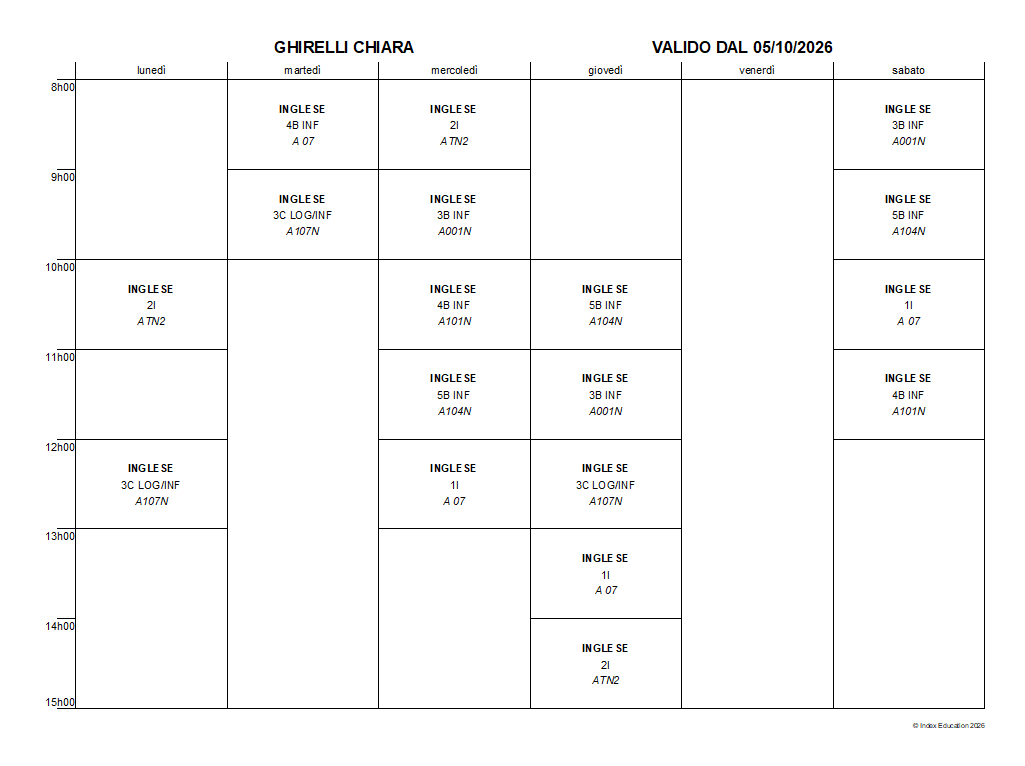 GHIRELLI CHIARA VALIDO DAL 05/10/2026
lunedì martedì mercoledì giovedì venerdì sabato
8h00
INGLESE INGLESE INGLESE
4B INF 2I 3B INF
A 07 ATN2 A001N
9h00
INGLESE INGLESE INGLESE
3C LOG/INF 3B INF 5B INF
A107N A001N A104N
10h00
INGLESE INGLESE INGLESE INGLESE
2I 4B INF 5B INF 1I
ATN2 A101N A104N A 07
11h00
INGLESE INGLESE INGLESE
5B INF 3B INF 4B INF
A104N A001N A101N
12h00
INGLESE INGLESE INGLESE
3C LOG/INF 1I 3C LOG/INF
A107N A 07 A107N
13h00
INGLESE
1I
A 07
14h00
INGLESE
2I
ATN2
15h00
© Index Education 2026